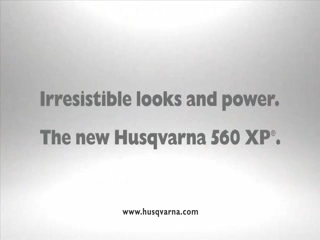 Irresistible looks and power.
The new Husqvarna 560 XP®.
www.husqvarna.com